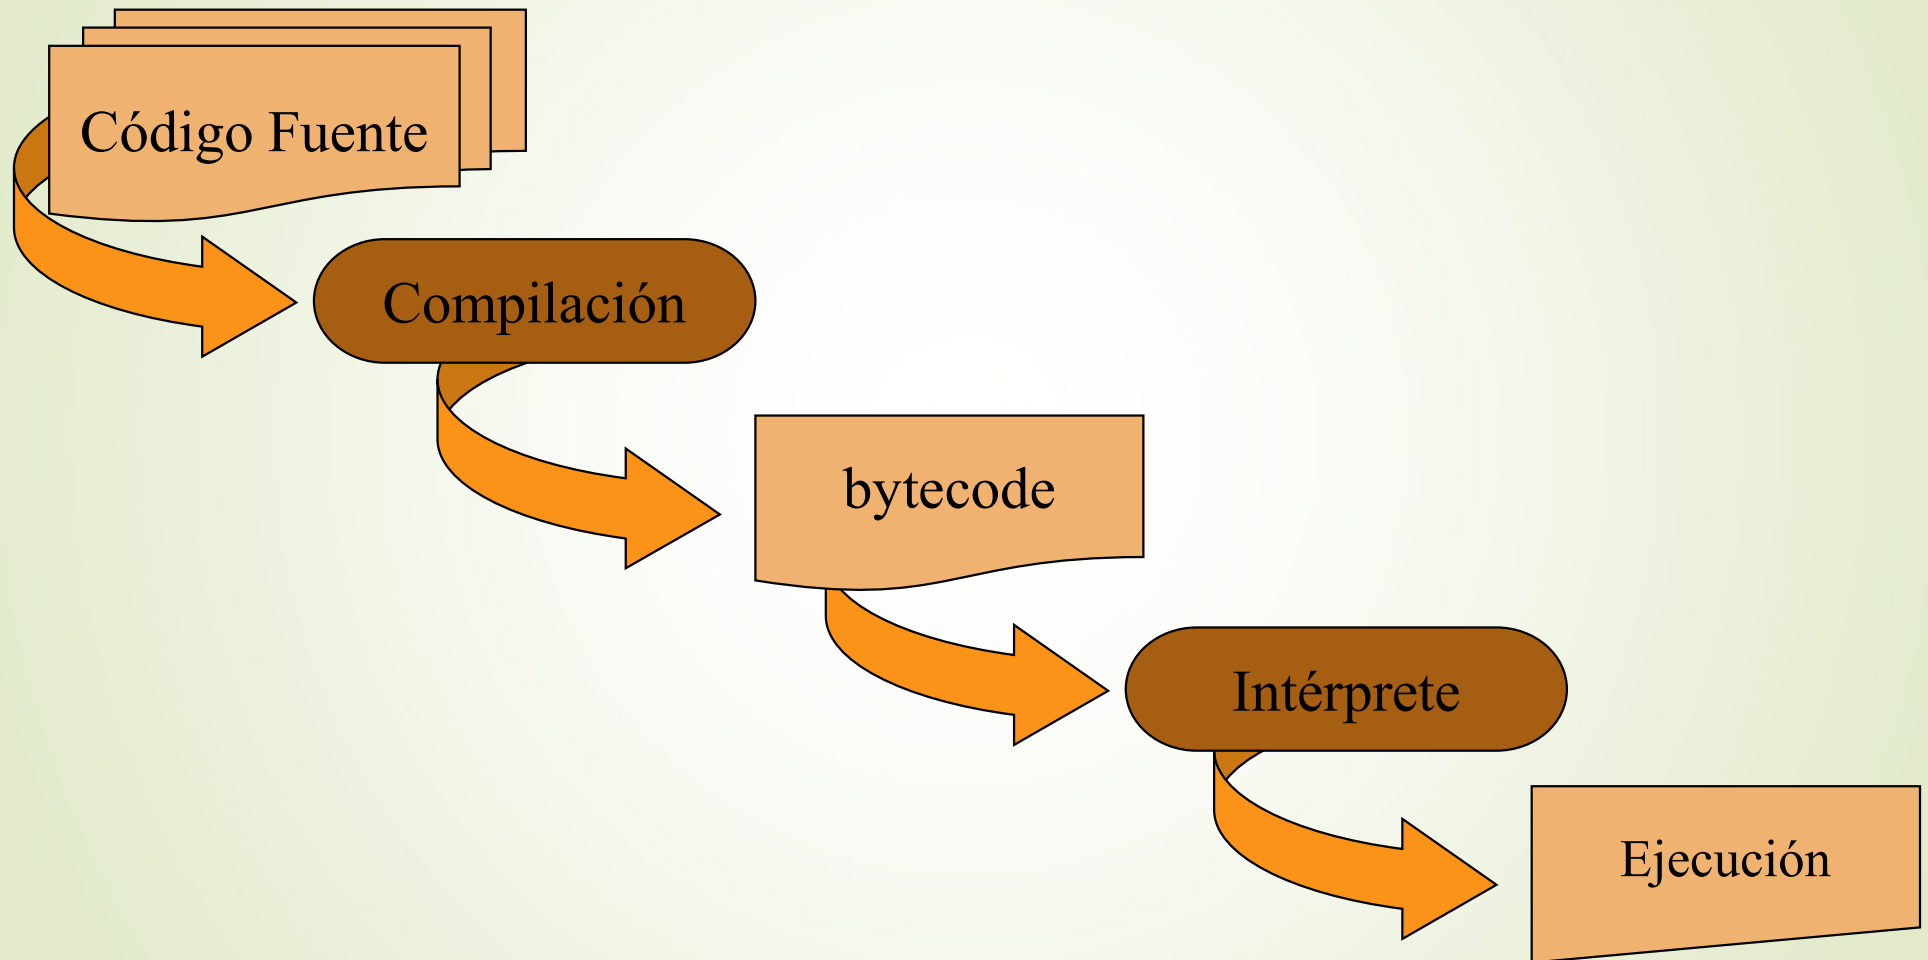 Código Fuente
Compilación
bytecode
Intérprete
Ejecución